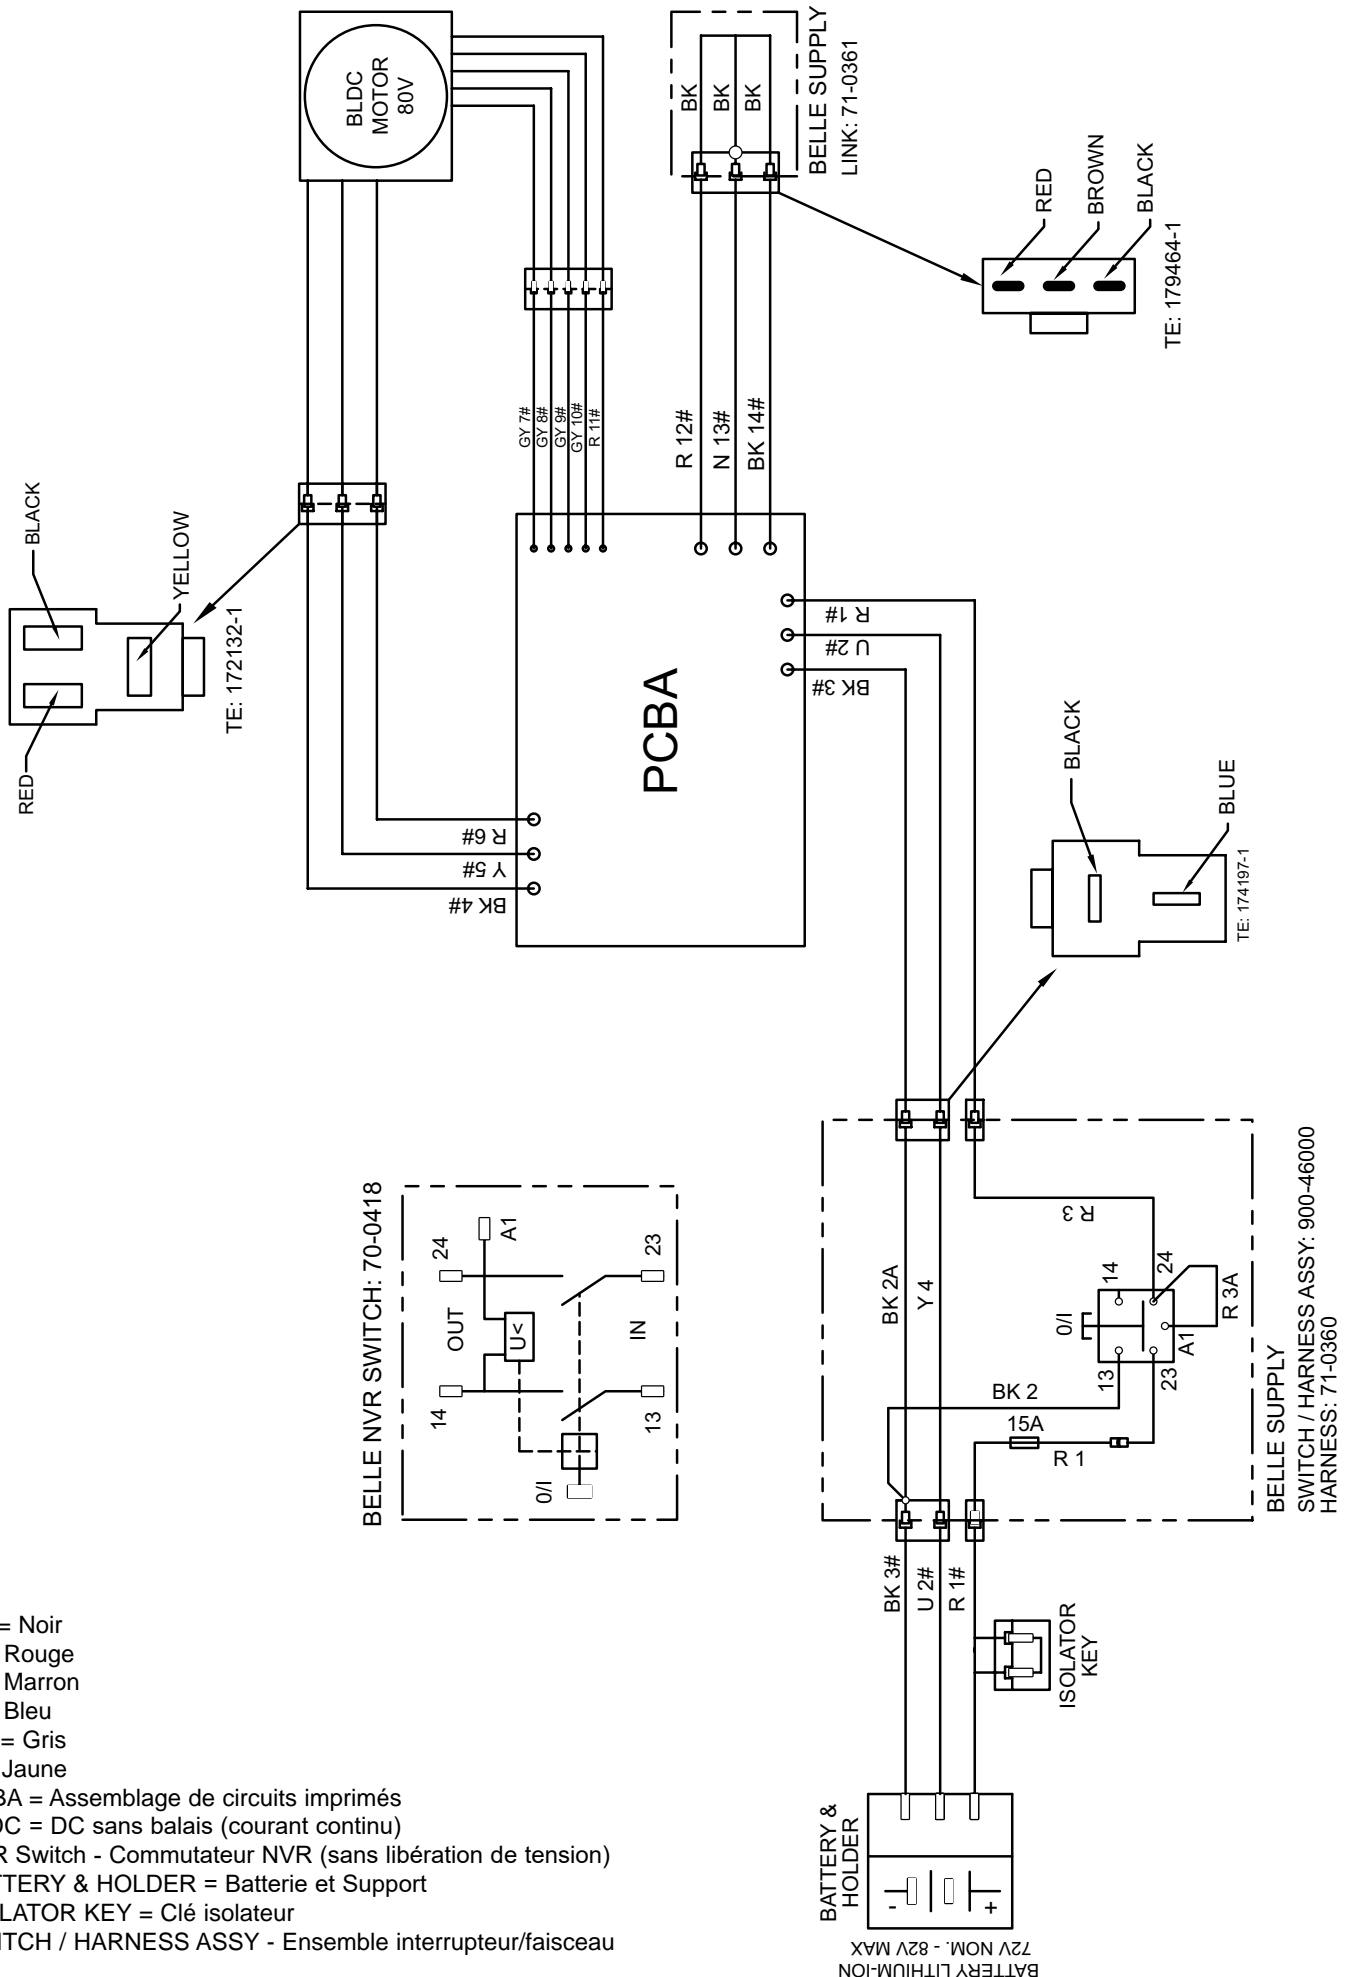 BLDC
MOTOR
80V
BK
BK
BK
BELLE SUPPLY
LINK: 71-0361
RED
BROWN
BLACK
TE: 179464-1
GY 7#
GY 8#
GY 9#
GY 10#
R 11#
R 12#
N 13#
BK 14#
BLACK
YELLOW
RED
TE: 172132-1
PCBA
R 1#
U 2#
BK 3#
R 6#
Y 5#
BK 4#
BLACK
BLUE
TE: 174197-1
BELLE NVR SWITCH: 70-0418
24
A1
OUT
14
U<
23
IN
13
0/I
BK 2A
Y 4
R 3
14
24
0/I
R 3A
A1
13
23
BK 2
15A
R 1
BELLE SUPPLY
SWITCH / HARNESS ASSY: 900-46000
HARNESS: 71-0360
BK 3#
U 2#
R 1#
ISOLATOR
KEY
BATTERY &
HOLDER
-
+
BATTERY LITHIUM-ION
72V NOM. - 82V MAX
= Noir
Rouge
Marron
Bleu
= Gris
Jaune
BA = Assemblage de circuits imprimés
DC = DC sans balais (courant continu)
R Switch - Commutateur NVR (sans libération de tension)
TTERY & HOLDER = Batterie et Support
LATOR KEY = Clé isolateur
ITCH / HARNESS ASSY - Ensemble interrupteur/faisceau